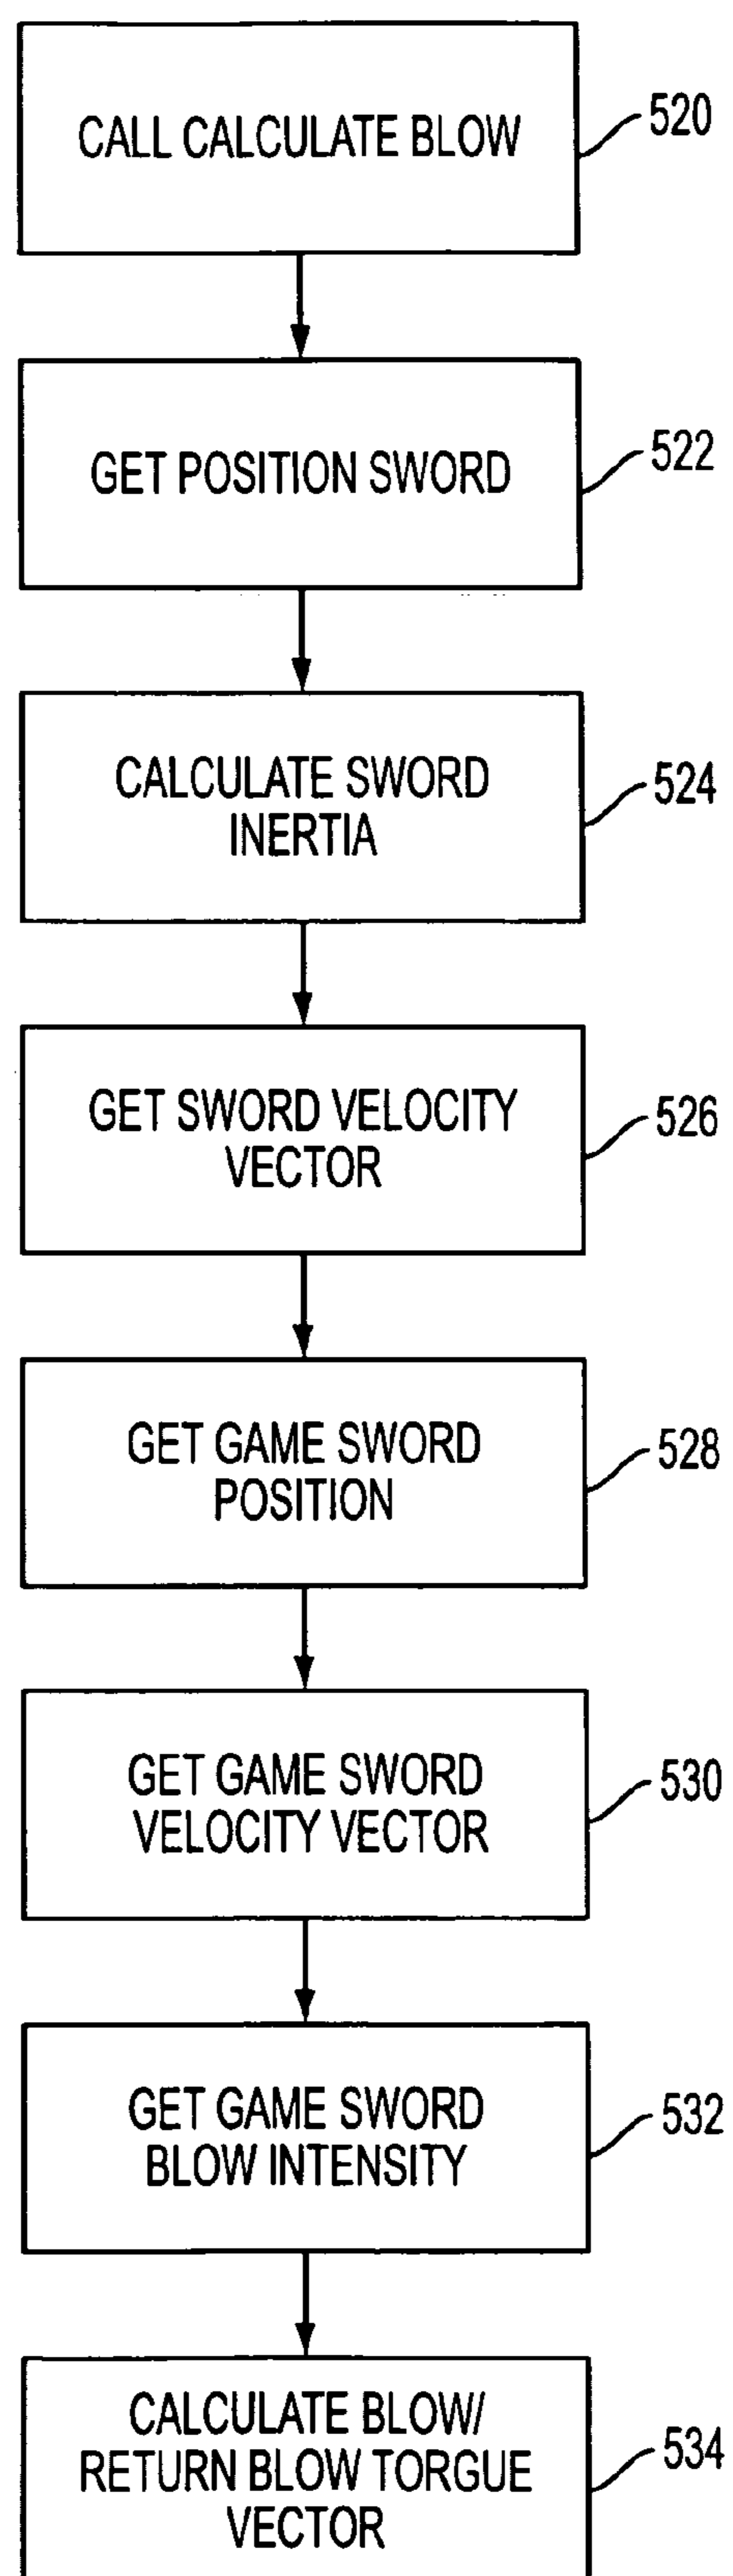 CALL CALCULATE BLOW
520
GET POSITION SWORD
522
CALCULATE SWORD
INERTIA
524
GET SWORD VELOCITY
VECTOR
526
GET GAME SWORD
POSITION
528
GET GAME SWORD
VELOCITY VECTOR
530
GET GAME SWORD
BLOW INTENSITY
532
CALCULATE BLOW/
RETURN BLOW TORGUE
VECTOR
534